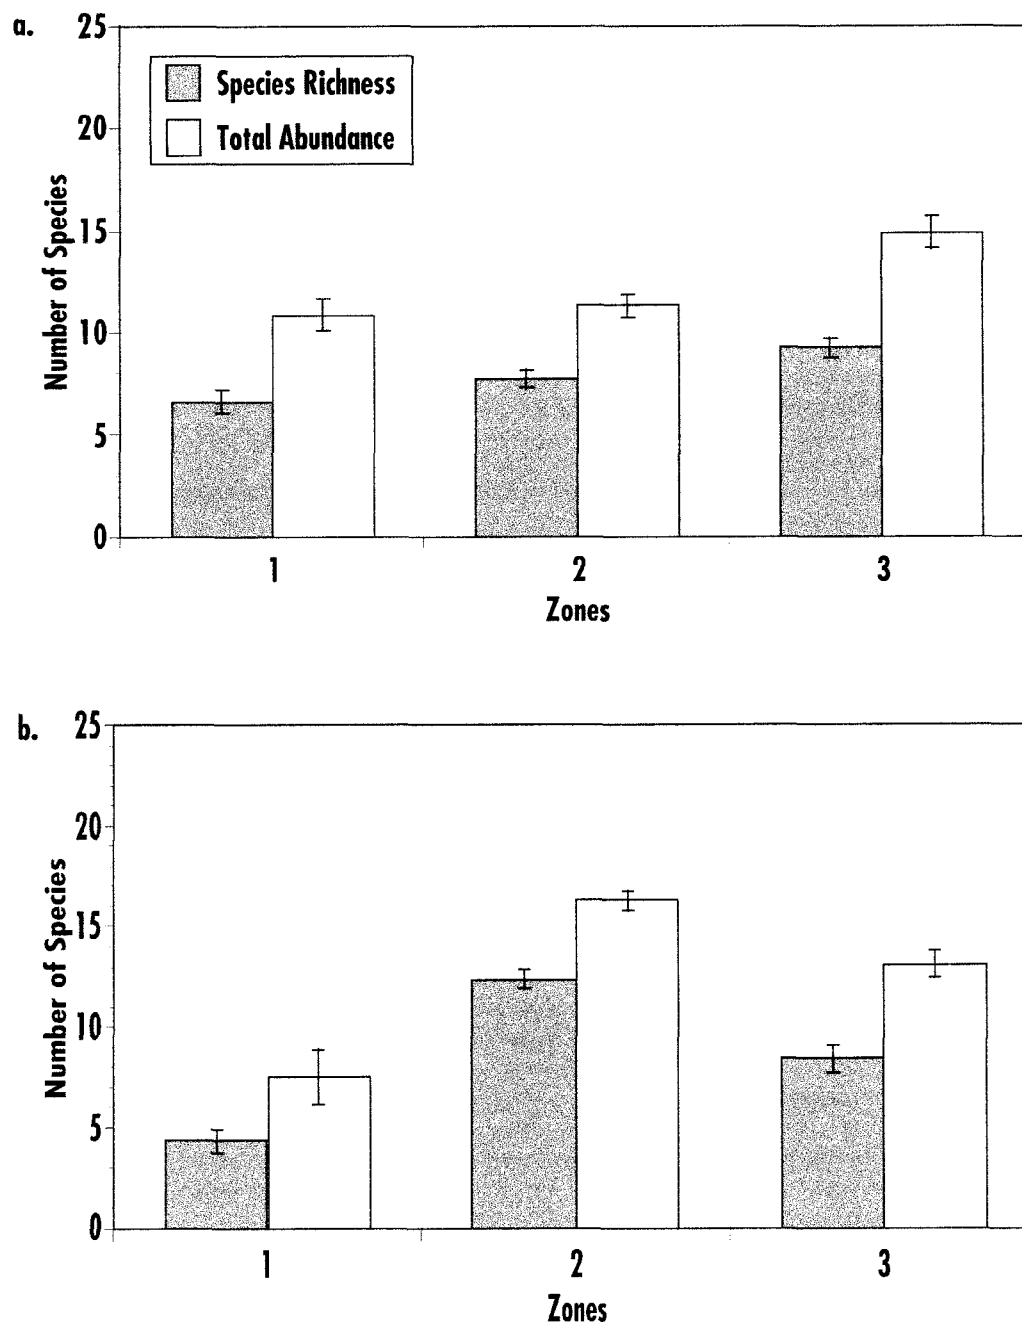 a.
25
Species Richness
Total Abundance
20
15
10
5
0
Number of Species
1 2 3
Zones
b.
25
20
15
10
5
0
Number of Species
1 2 3
Zones